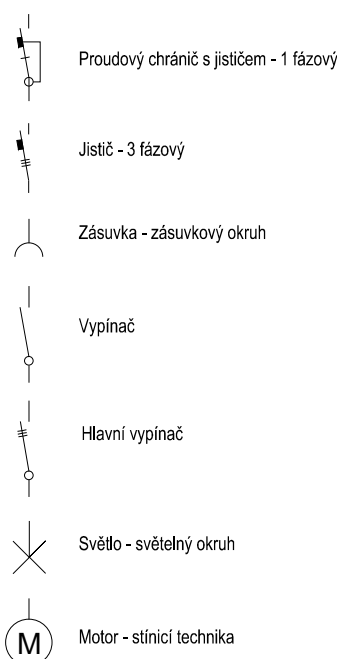 Proudový chránič s jističem - 1 fázový
Jistič - 3 fázový
Zásuvka - zásuvkový okruh
Vypínač
Hlavní vypínač
Světlo - světelný okruh
M Motor - stínicí technika